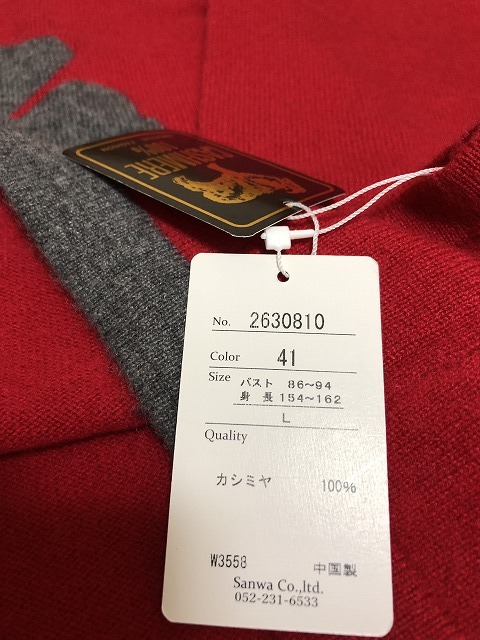 CASHMERE
100%
No. 2630810
Color 41
Size バスト 86~94
身長 154~162
L
Quality
カシミヤ 100%
W3558 中国製
Sanwa Co.,ltd.
052-231-6533